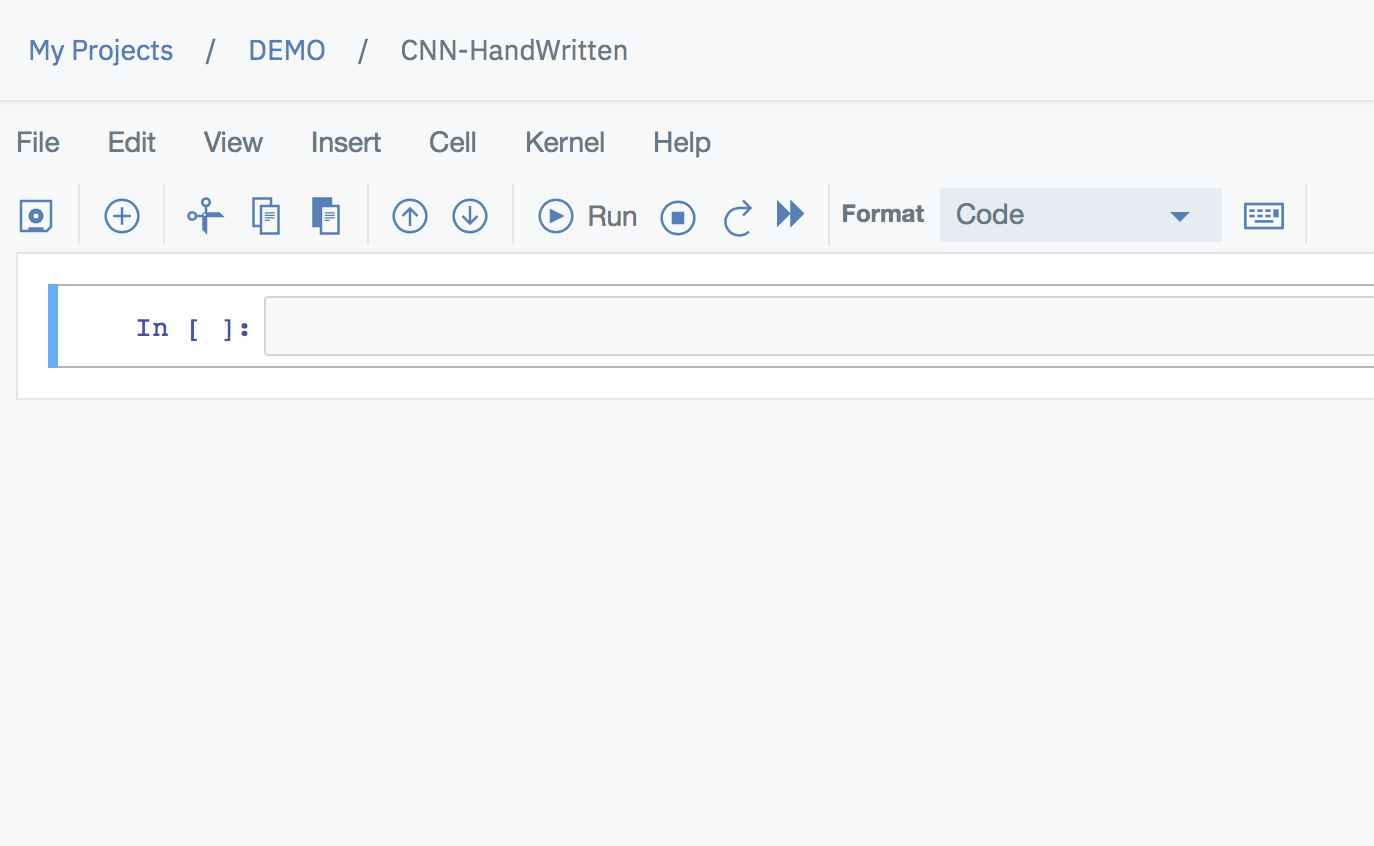 My Projects / DEMO / CNN-HandWritten
File Edit View Insert Cell Kernel Help
Run Format Code
In [ ]: